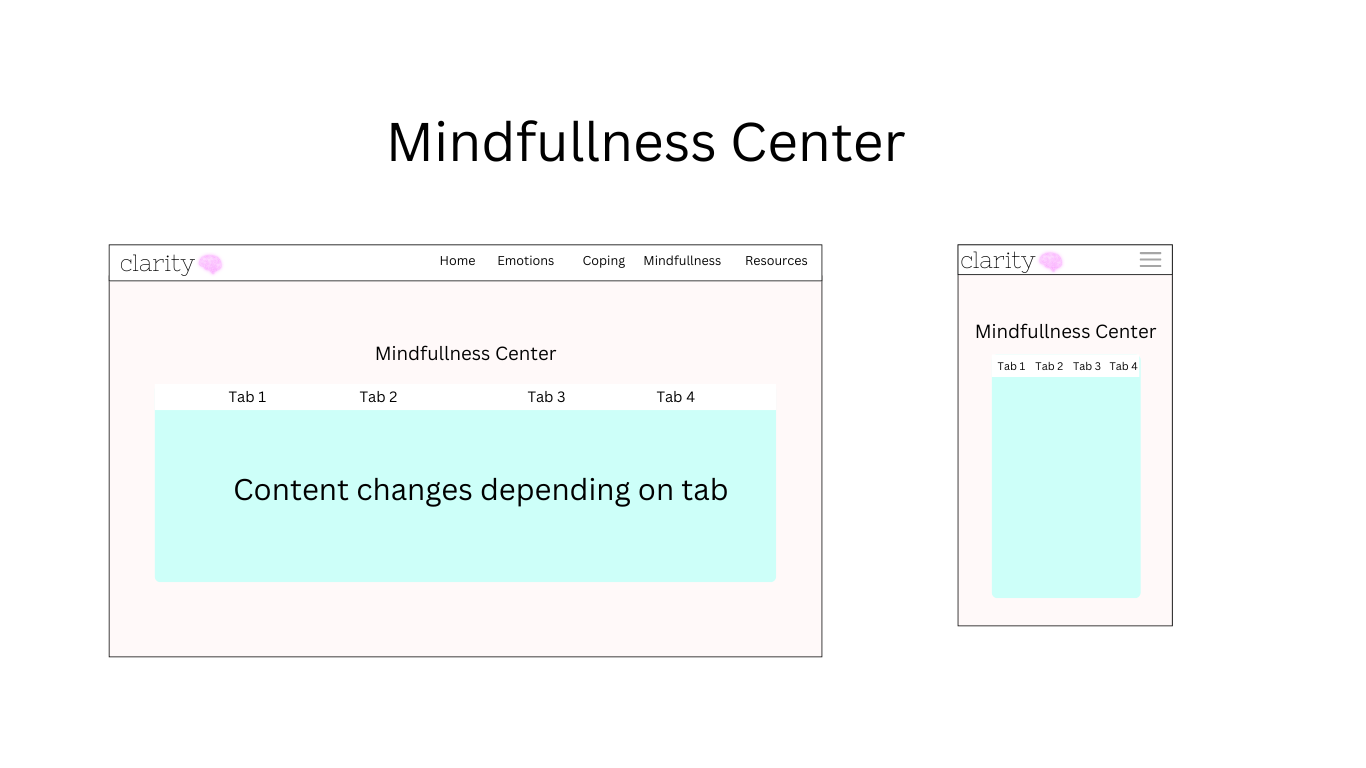 Mindfullness Center
clarity
Home Emotions Coping Mindfullness Resources
Mindfullness Center
Tab 1 Tab 2 Tab 3 Tab 4
Content changes depending on tab
clarity
Mindfullness Center
Tab 1 Tab 2 Tab 3 Tab 4